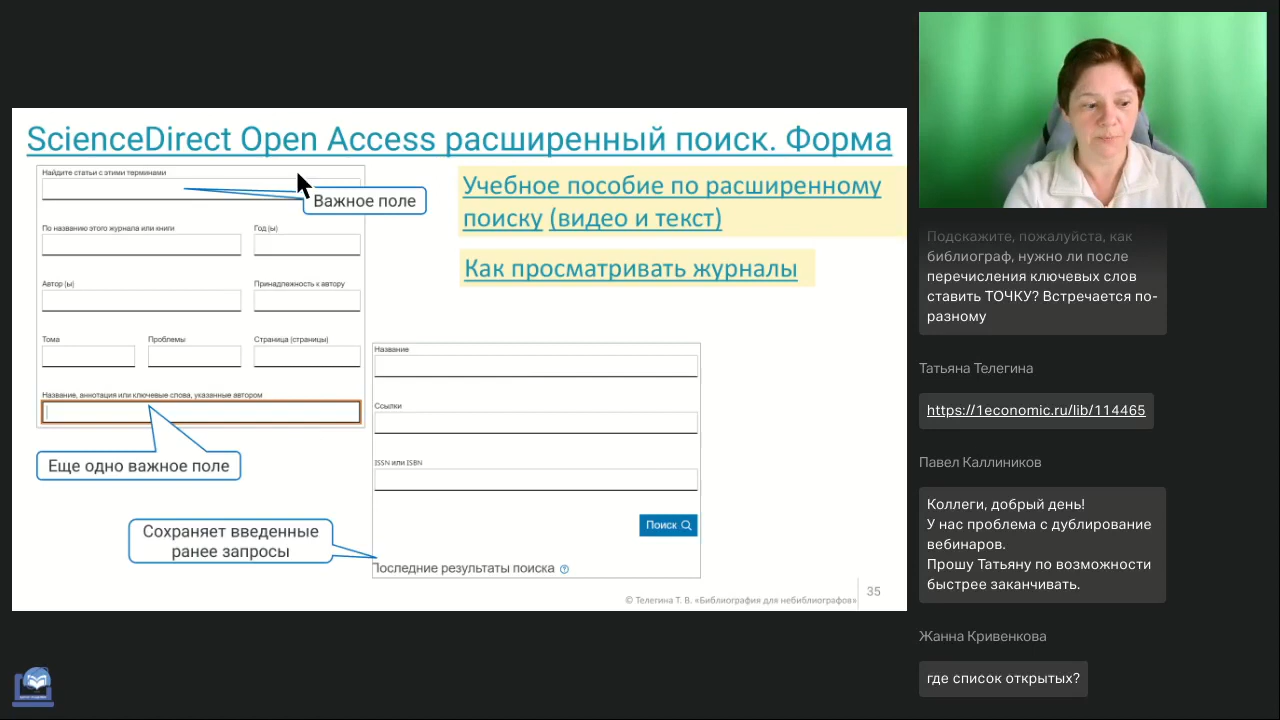 ScienceDirect Open Access расширенный поиск. Форма
Найдите статьи с этими терминами
Важное поле
По названию этого журнала или книги
Год (ы)
Автор (ы)
Принадлежность к автору
Тома
Проблемы
Страница (страницы)
Название, аннотация или ключевые слова, указанные автором
Еще одно важное поле
Учебное пособие по расширенному
поиску (видео и текст)
Как просматривать журналы
Название
Ссылки
ISSN или ISBN
Поиск
Сохраняет введенные
ранее запросы
Последние результаты поиска
© Телегина Т. В. «Библиография для небиблиографов»
35
Подскажите, пожалуйста, как
библиограф, нужно ли после
перечисления ключевых слов
ставить ТОЧКУ? Встречается по-
разному
Татьяна Телегина
https://1economic.ru/lib/114465
Павел Каллиников
Коллеги, добрый день!
У нас проблема с дублирование
вебинаров.
Прошу Татьяну по возможности
быстрее заканчивать.
Жанна Кривенкова
где список открытых?